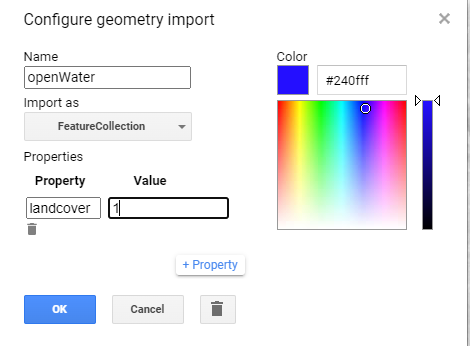 Configure geometry import
Name
openWater
Import as
FeatureCollection
Properties
Property Value
landcover 1
+ Property
OK Cancel
Color
#240fff